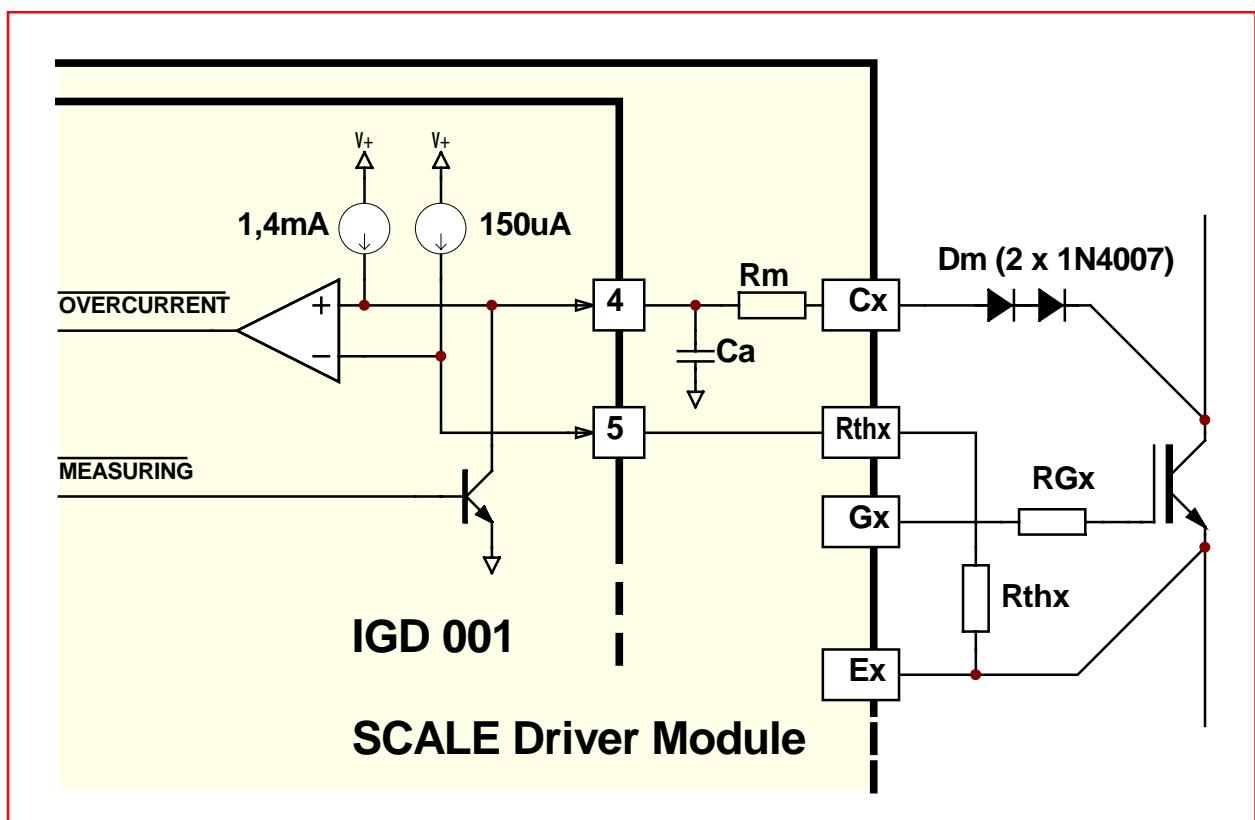 V+
V+
1,4mA
150uA
Dm (2 x 1N4007)
OVERCURRENT
+
4
Rm
Cx
−
Ca
5
Rthx
MEASURING
RGx
Gx
Rthx
IGD 001
Ex
SCALE Driver Module